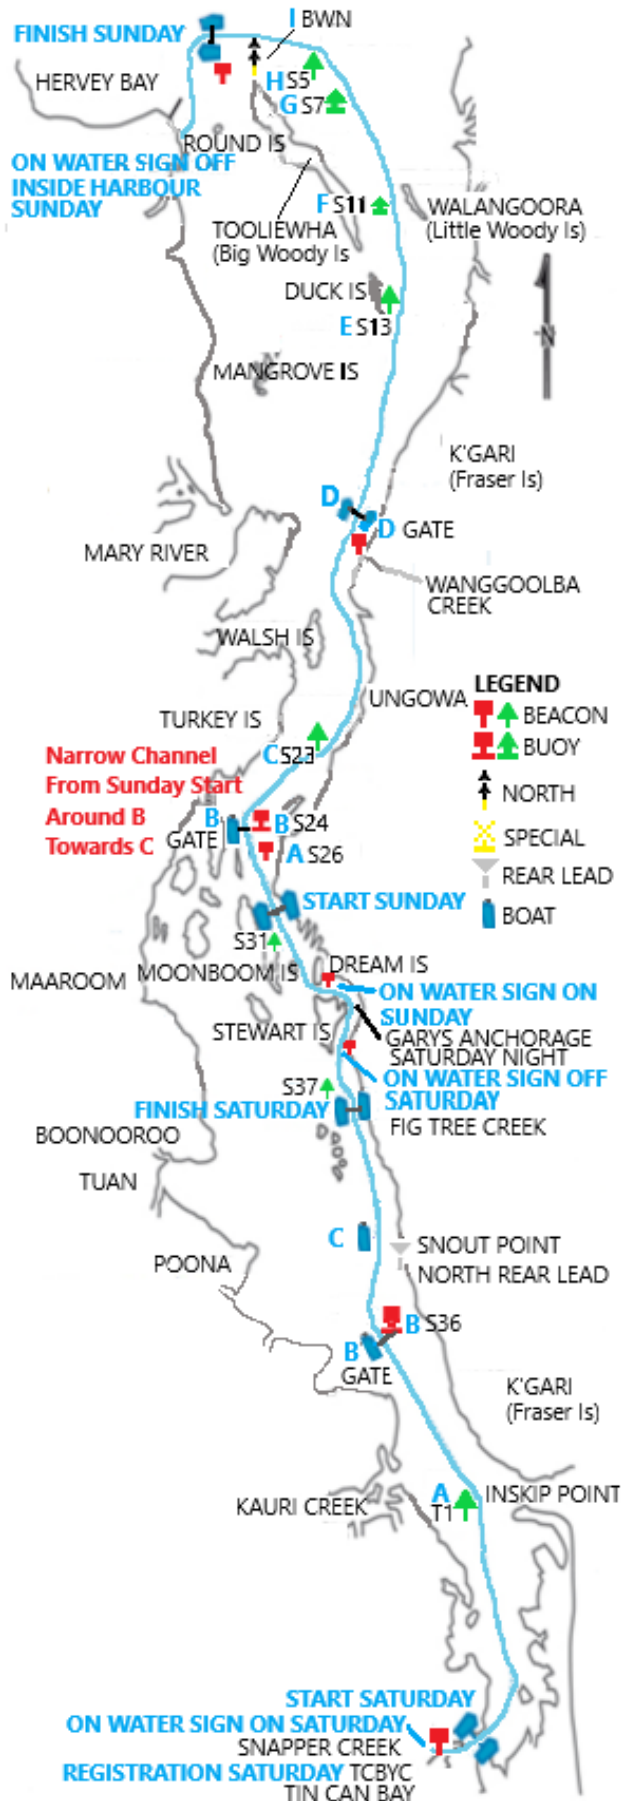 I BWN
FINISH SUNDAY
HERVEY BAY
H S5
G S7
ROUND IS
ON WATER SIGN OFF
INSIDE HARBOUR
SUNDAY
F S11
WALANGOORA
(Little Woody Is)
TOOLIEWHA
(Big Woody Is
DUCK IS
E S13
N
MANGROVE IS
K'GARI
(Fraser Is)
D
D GATE
MARY RIVER
WANGGOOLBA
CREEK
WALSH IS
LEGEND
UNGOWA
BEACON
TURKEY IS
BUOY
C S23
Narrow Channel
From Sunday Start
Around B
Towards C
NORTH
B
B S24
GATE
SPECIAL
A S26
REAR LEAD
START SUNDAY
BOAT
S31
DREAM IS
MAAROOM
MOONBOOM IS
ON WATER SIGN ON
SUNDAY
STEWART IS
GARYS ANCHORAGE
SATURDAY NIGHT
ON WATER SIGN OFF
SATURDAY
S37
FINISH SATURDAY
FIG TREE CREEK
BOONOOROO
TUAN
C
SNOUT POINT
NORTH REAR LEAD
POONA
B S36
B
GATE
K'GARI
(Fraser Is)
A
T1
INSKIP POINT
KAURI CREEK
START SATURDAY
ON WATER SIGN ON SATURDAY
SNAPPER CREEK
REGISTRATION SATURDAY TCBYC
TIN CAN BAY